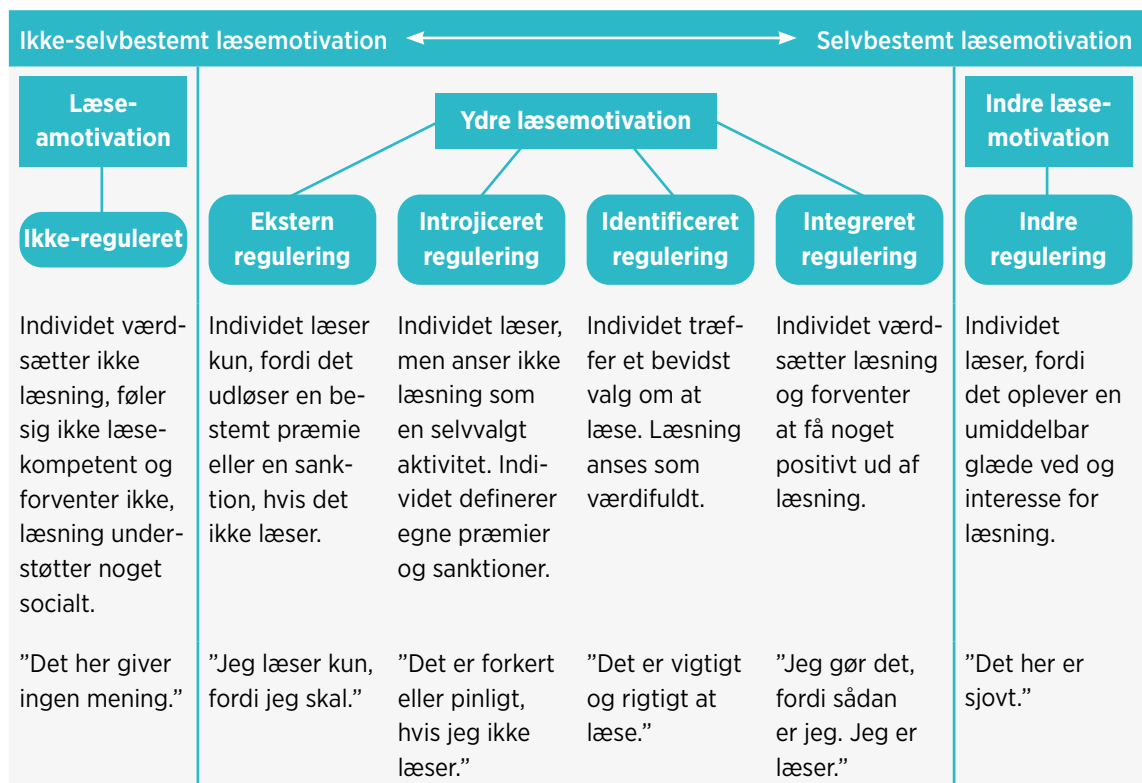 Ikke-selvbestemt læsemotivation
Selvbestemt læsemotivation
Læse-
amotivation
Ydre læsemotivation
Indre læse-
motivation
Ikke-reguleret
Ekstern
regulering
Introjiceret
regulering
Identificeret
regulering
Integreret
regulering
Indre
regulering
Individet værd-
sætter ikke
læsning, føler
sig ikke læse-
kompetent og
forventer ikke,
læsning under-
støtter noget
socialt.
Individet læser
kun, fordi det
udløser en be-
stemt præmie
eller en sank-
tion, hvis det
ikke læser.
Individet læser,
men anser ikke
læsning som
en selvvalgt
aktivitet. Indi-
videt definerer
egne præmier
og sanktioner.
Individet træf-
fer et bevidst
valg om at
læse. Læsning
anses som
værdifuldt.
Individet værd-
sætter læsning
og forventer
at få noget
positivt ud af
læsning.
Individet
læser, fordi
det oplever en
umiddelbar
glæde ved og
interesse for
læsning.
”Det her giver
ingen mening.”
”Jeg læser kun,
fordi jeg skal.”
”Det er forkert
eller pinligt,
hvis jeg ikke
læser.”
”Det er vigtigt
og rigtigt at
læse.”
”Jeg gør det,
fordi sådan
er jeg. Jeg er
læser.”
”Det her er
sjovt.”